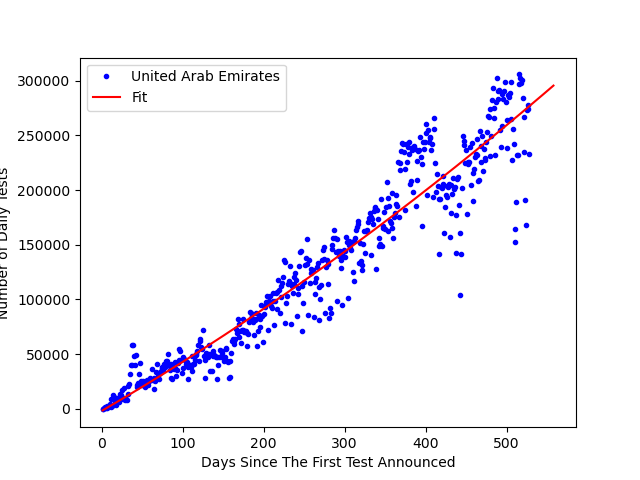 United Arab Emirates
Fit
300000
250000
200000
150000
100000
50000
0
Number of Daily Tests
0 100 200 300 400 500
Days Since The First Test Announced